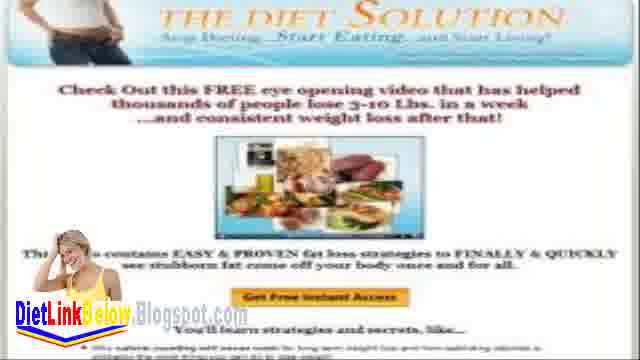 THE DIET SOLUTION
Stop Dieting...Start Eating...and Start Living!
Check Out this FREE eye opening video that has helped
thousands of people lose 3-10 Lbs. in a week
...and consistent weight loss after that!
contains EASY & PROVEN fat loss strategies to FINALLY & QUICKLY
see stubborn fat come off your body once and for all.
Get Free Instant Access
DietLinkBelow.Blogspot.com
You'll learn strategies and secrets, like...